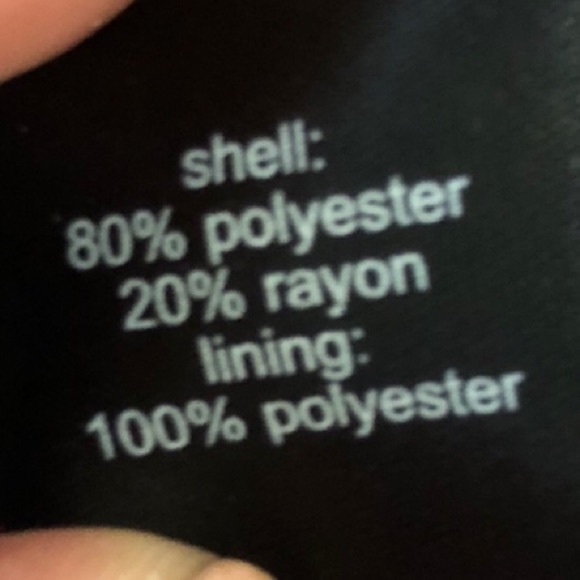 shell:
80% polyester
20% rayon
lining:
100% polyester